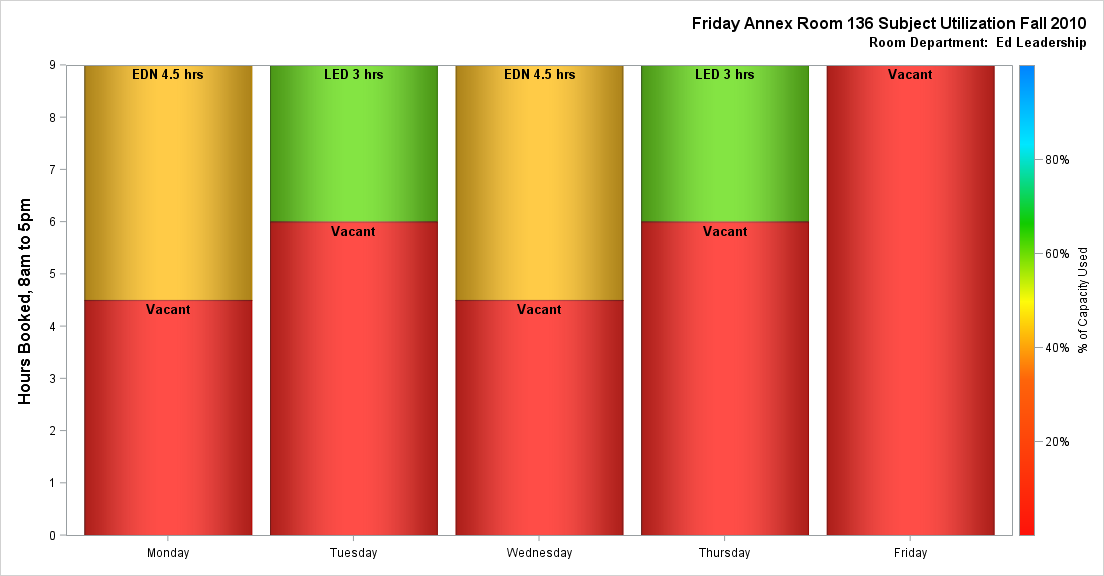 Friday Annex Room 136 Subject Utilization Fall 2010
Room Department:  Ed Leadership
Hours Booked, 8am to 5pm
9
8
7
6
5
4
3
2
1
0
EDN 4.5 hrs
Vacant
LED 3 hrs
Vacant
EDN 4.5 hrs
Vacant
LED 3 hrs
Vacant
Vacant
Monday
Tuesday
Wednesday
Thursday
Friday
80%
60%
40%
20%
% of Capacity Used